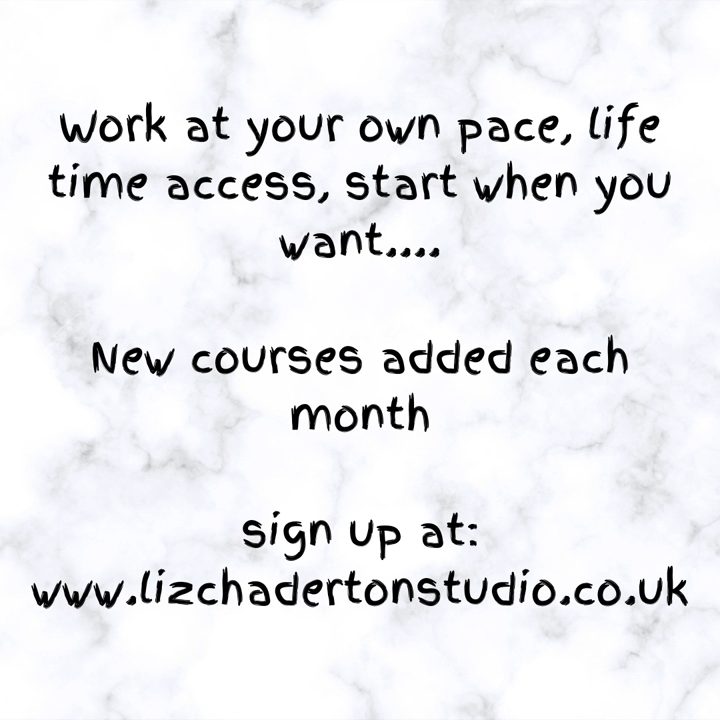 Work at your own pace, life
time access, start when you
want....
New courses added each
month
sign up at:
www.lizchadertonstudio.co.uk